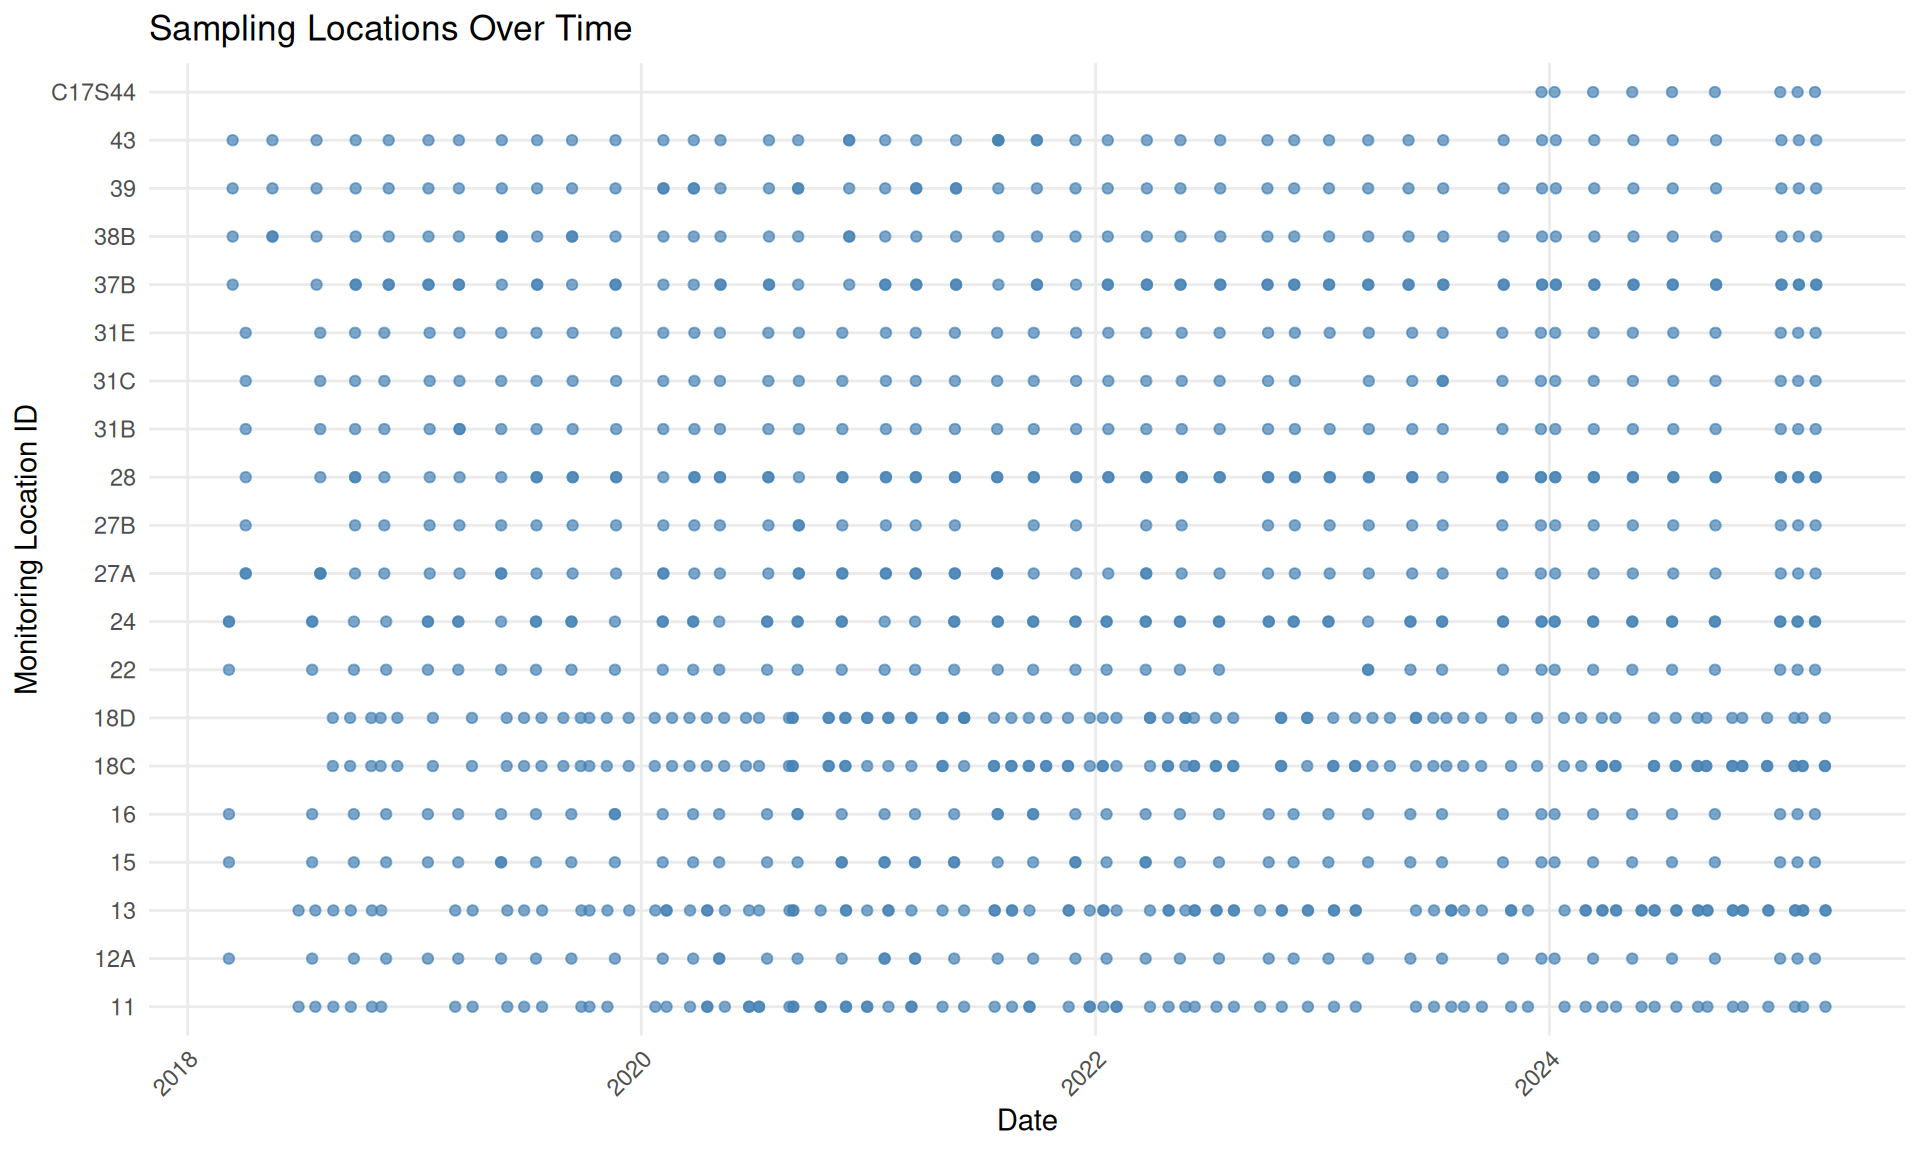 Sampling Locations Over Time
C17S44
43
39
38B
37B
31E
31C
31B
28
27B
27A
24
22
18D
18C
16
15
13
12A
11
Monitoring Location ID
2018
2020
2022
2024
Date